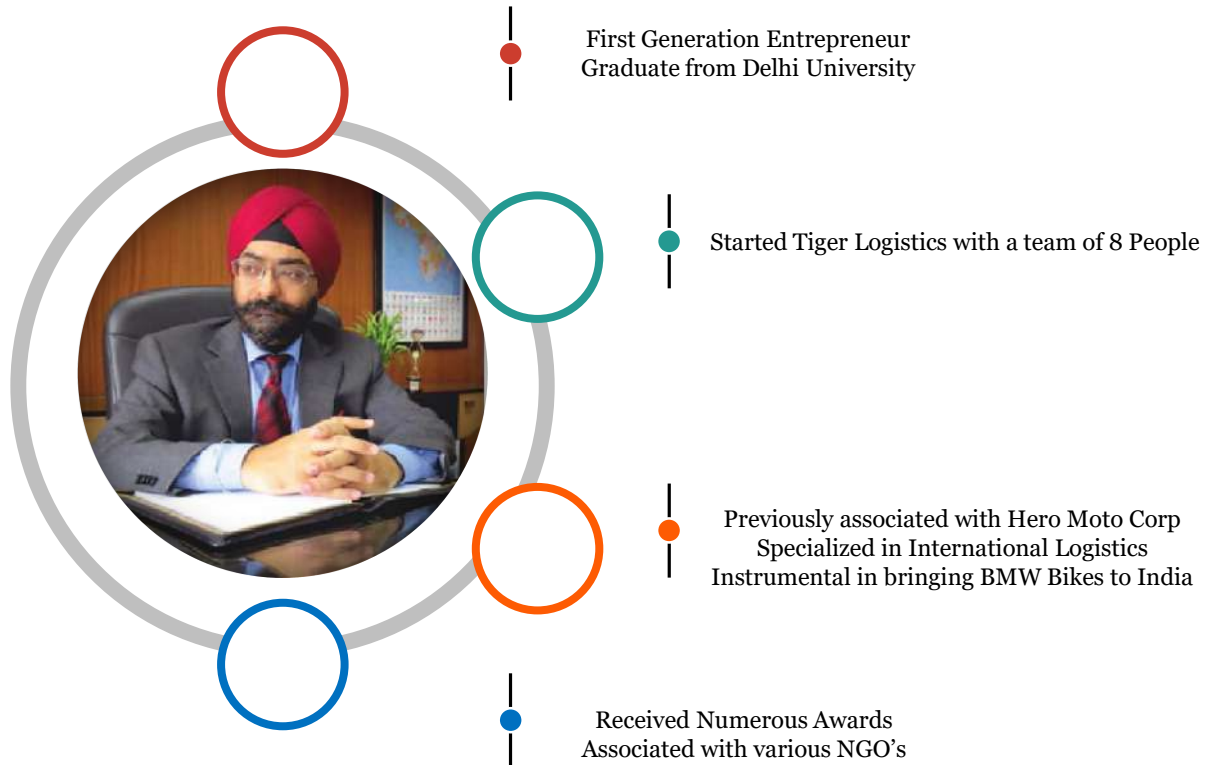 First Generation Entrepreneur
Graduate from Delhi University
Started Tiger Logistics with a team of 8 People
Previously associated with Hero Moto Corp
Specialized in International Logistics
Instrumental in bringing BMW Bikes to India
Received Numerous Awards
Associated with various NGO’s